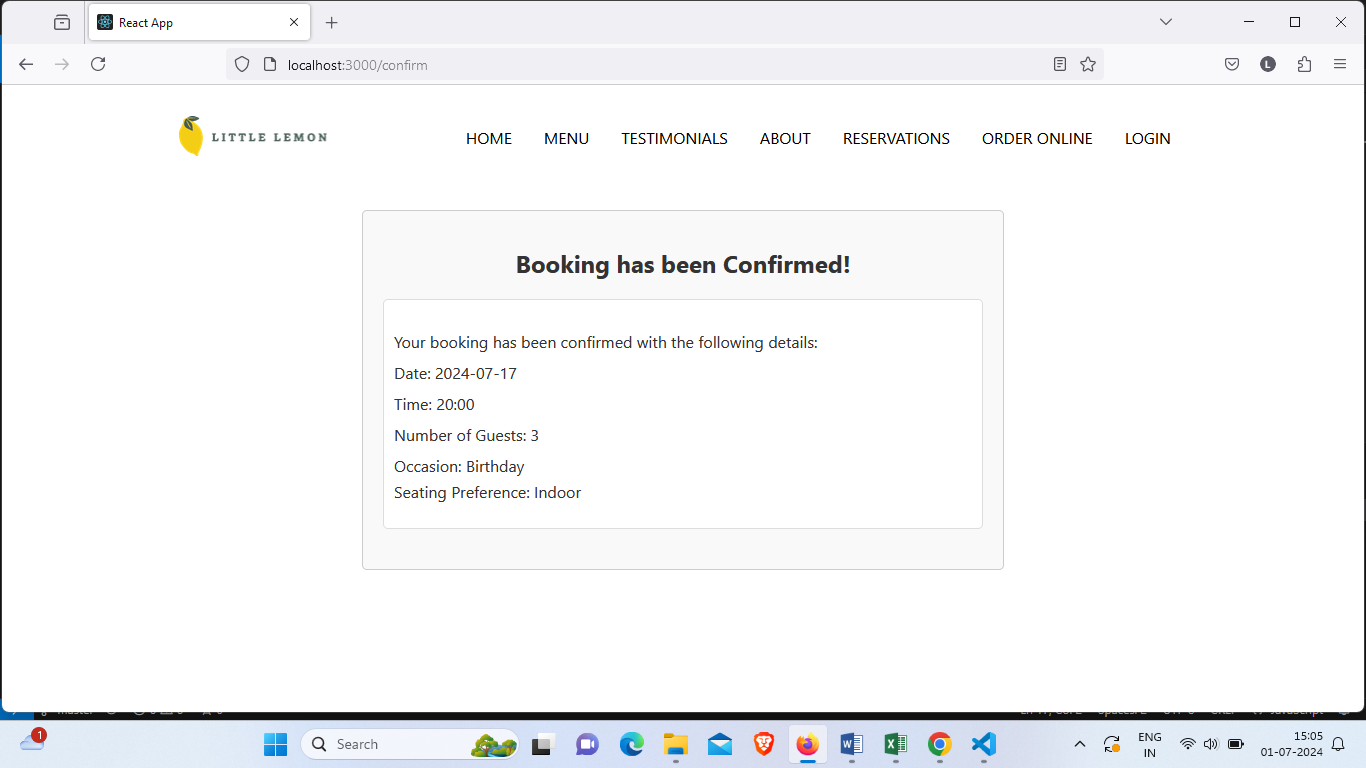 React App
localhost:3000/confirm
L
LITTLE LEMON
HOME MENU TESTIMONIALS ABOUT RESERVATIONS ORDER ONLINE LOGIN
Booking has been Confirmed!
Your booking has been confirmed with the following details:
Date: 2024-07-17
Time: 20:00
Number of Guests: 3
Occasion: Birthday
Seating Preference: Indoor
1
Search
ENG
IN
15:05
01-07-2024